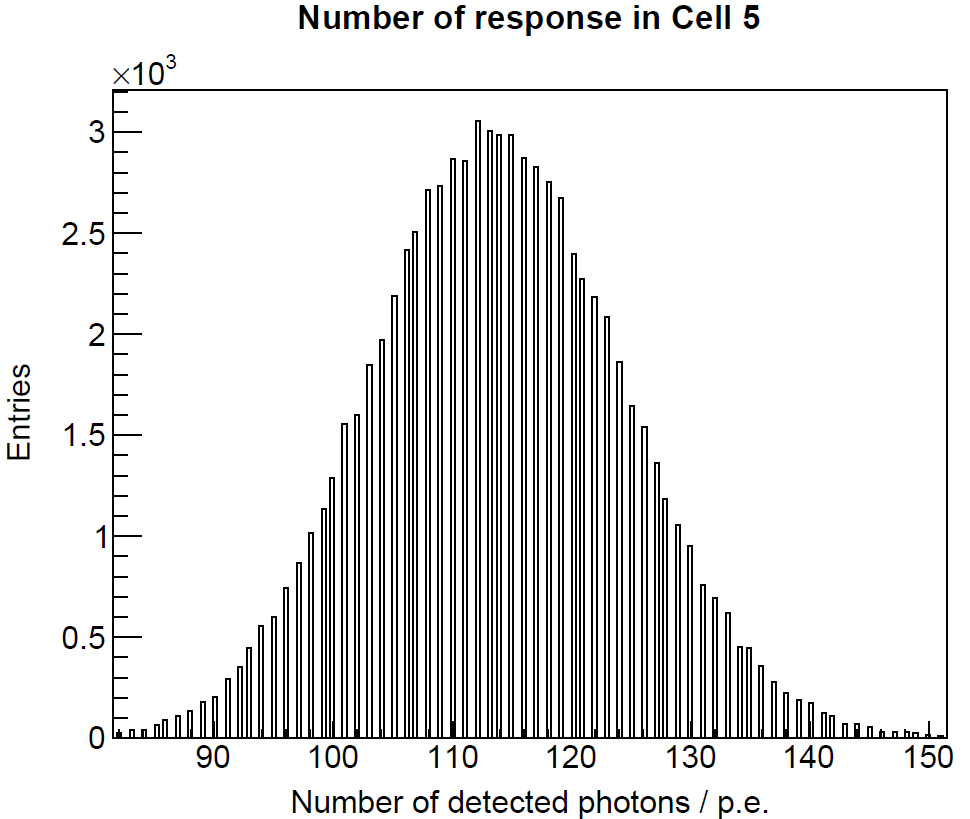 Number of response in Cell 5
×10³
3
2.5
2
1.5
1
0.5
0
Entries
90 100 110 120 130 140 150
Number of detected photons / p.e.